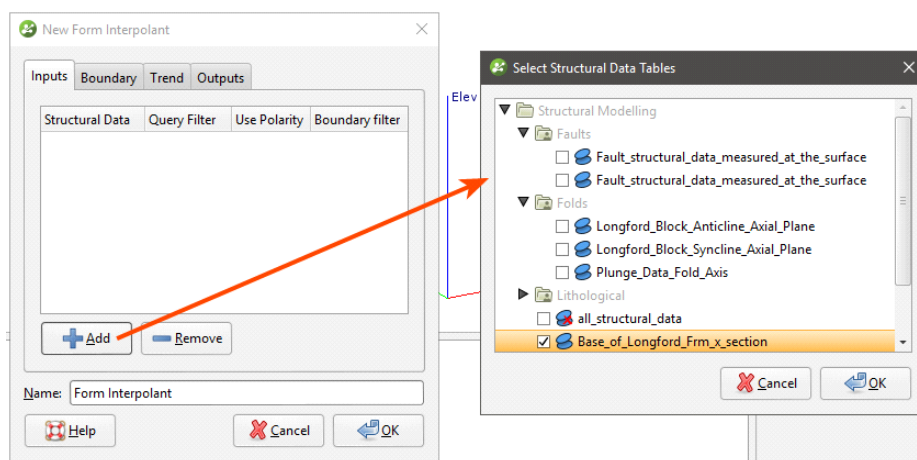 New Form Interpolant
Inputs Boundary Trend Outputs
Structural Data Query Filter Use Polarity Boundary filter
Add Remove
Name: Form Interpolant
Help Cancel OK
Elev
Select Structural Data Tables
Structural Modelling
Faults
Fault_structural_data_measured_at_the_surface
Fault_structural_data_measured_at_the_surface
Folds
Longford_Block_Anticline_Axial_Plane
Longford_Block_Syncline_Axial_Plane
Plunge_Data_Fold_Axis
Lithological
all_structural_data
Base_of_Longford_Frm_x_section
Cancel OK